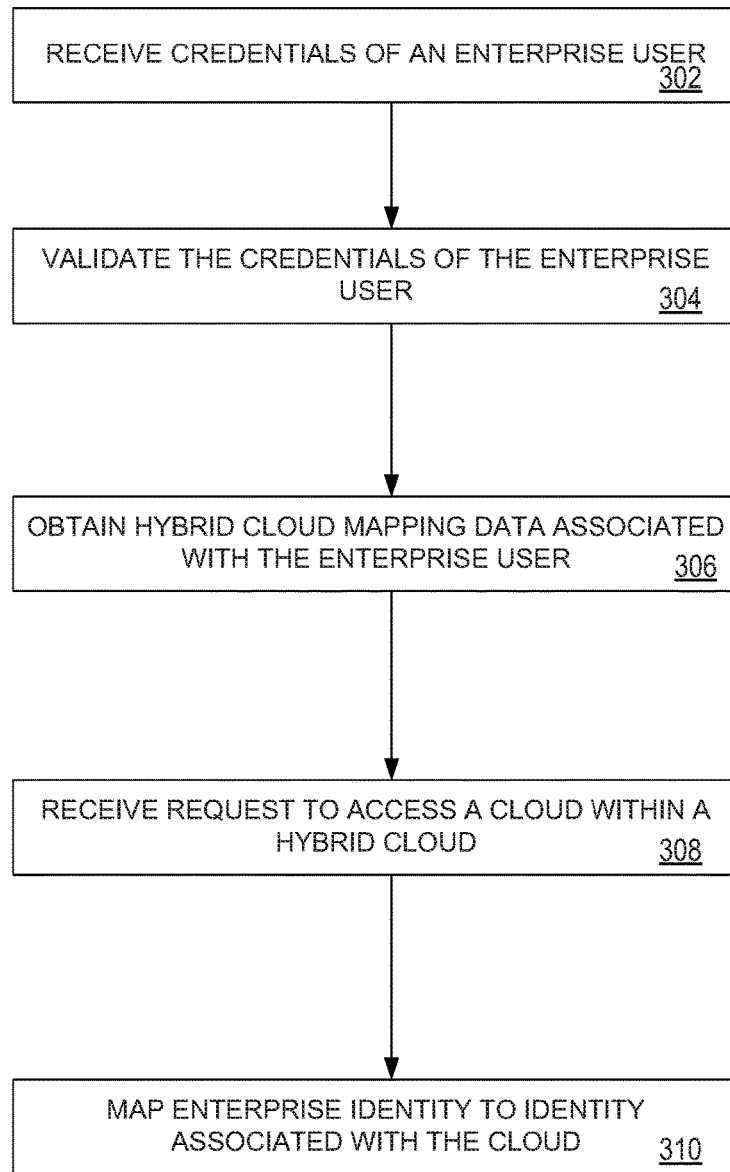 RECEIVE CREDENTIALS OF AN ENTERPRISE USER
302
VALIDATE THE CREDENTIALS OF THE ENTERPRISE
USER
304
OBTAIN HYBRID CLOUD MAPPING DATA ASSOCIATED
WITH THE ENTERPRISE USER
306
RECEIVE REQUEST TO ACCESS A CLOUD WITHIN A
HYBRID CLOUD
308
MAP ENTERPRISE IDENTITY TO IDENTITY
ASSOCIATED WITH THE CLOUD
310